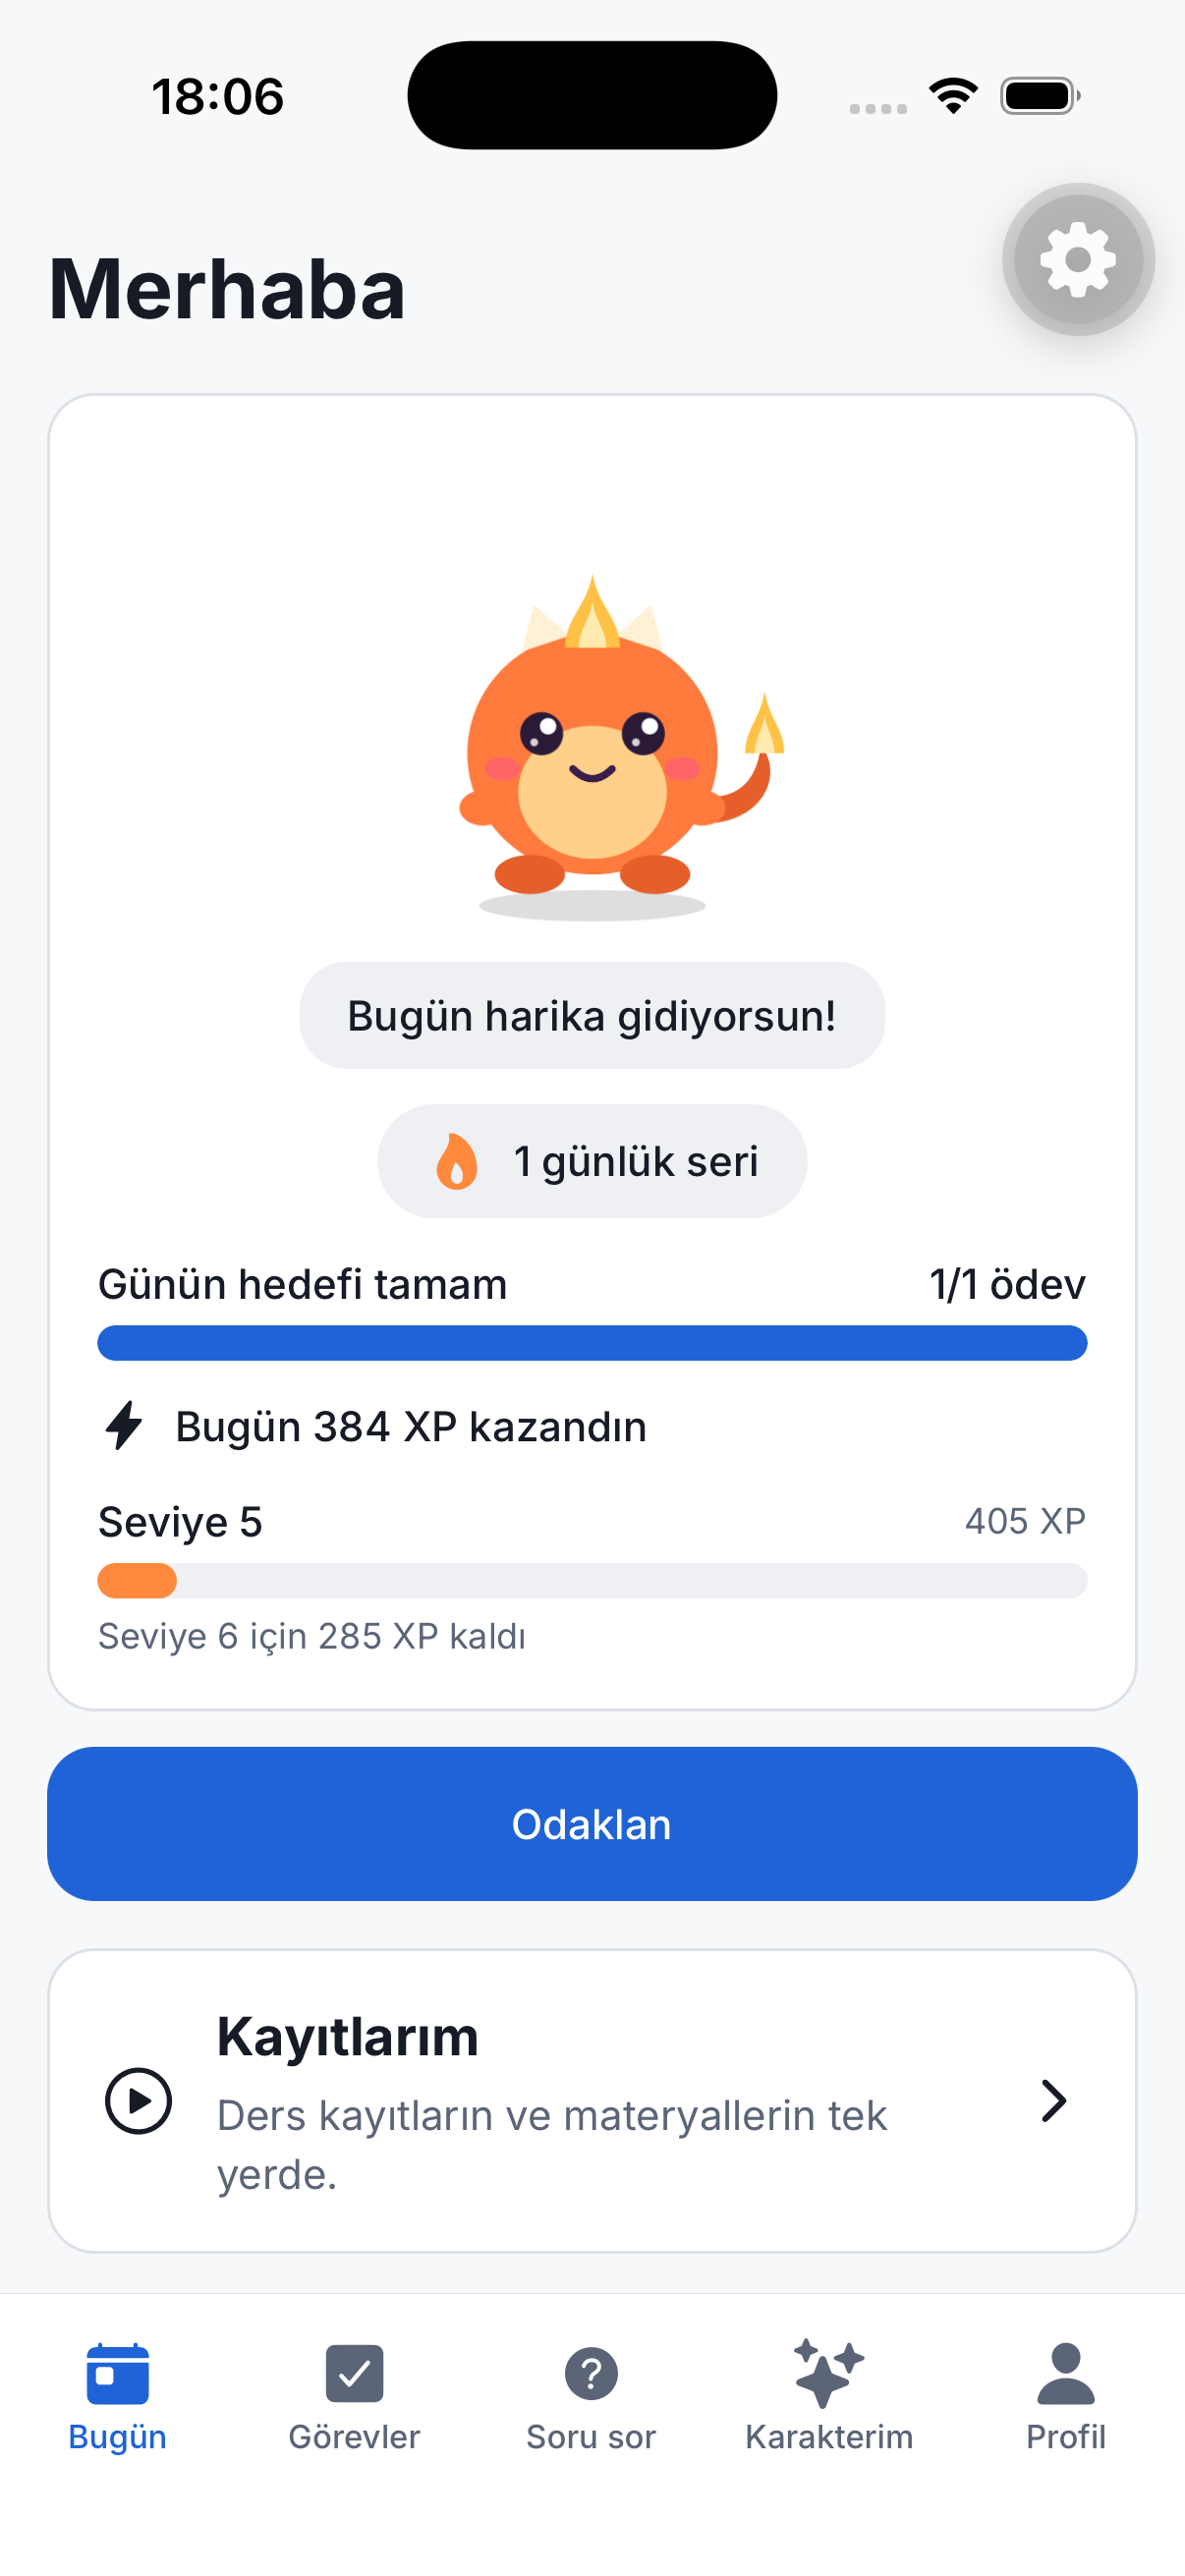 18:06
Merhaba
Bugün harika gidiyorsun!
1 günlük seri
Günün hedefi tamam
1/1 ödev
Bugün 384 XP kazandın
Seviye 5
405 XP
Seviye 6 için 285 XP kaldı
Odaklan
Kayıtlarım
Ders kayıtların ve materyallerin tek
yerde.
Bugün
Görevler
Soru sor
Karakterim
Profil